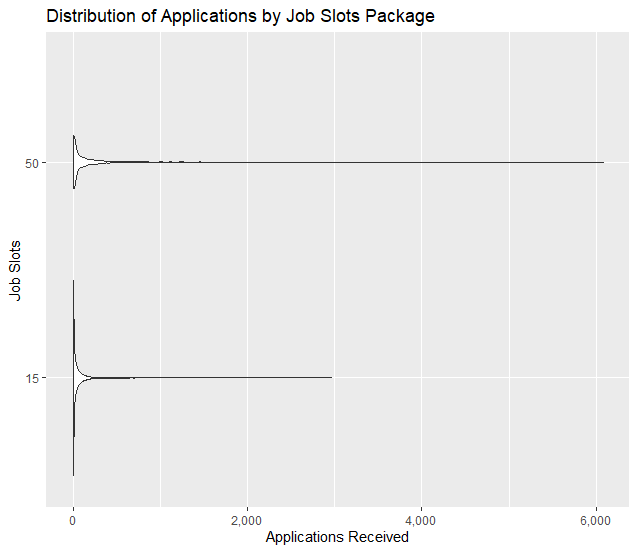 Distribution of Applications by Job Slots Package
50
Job Slots
15
0 2,000 4,000 6,000
Applications Received